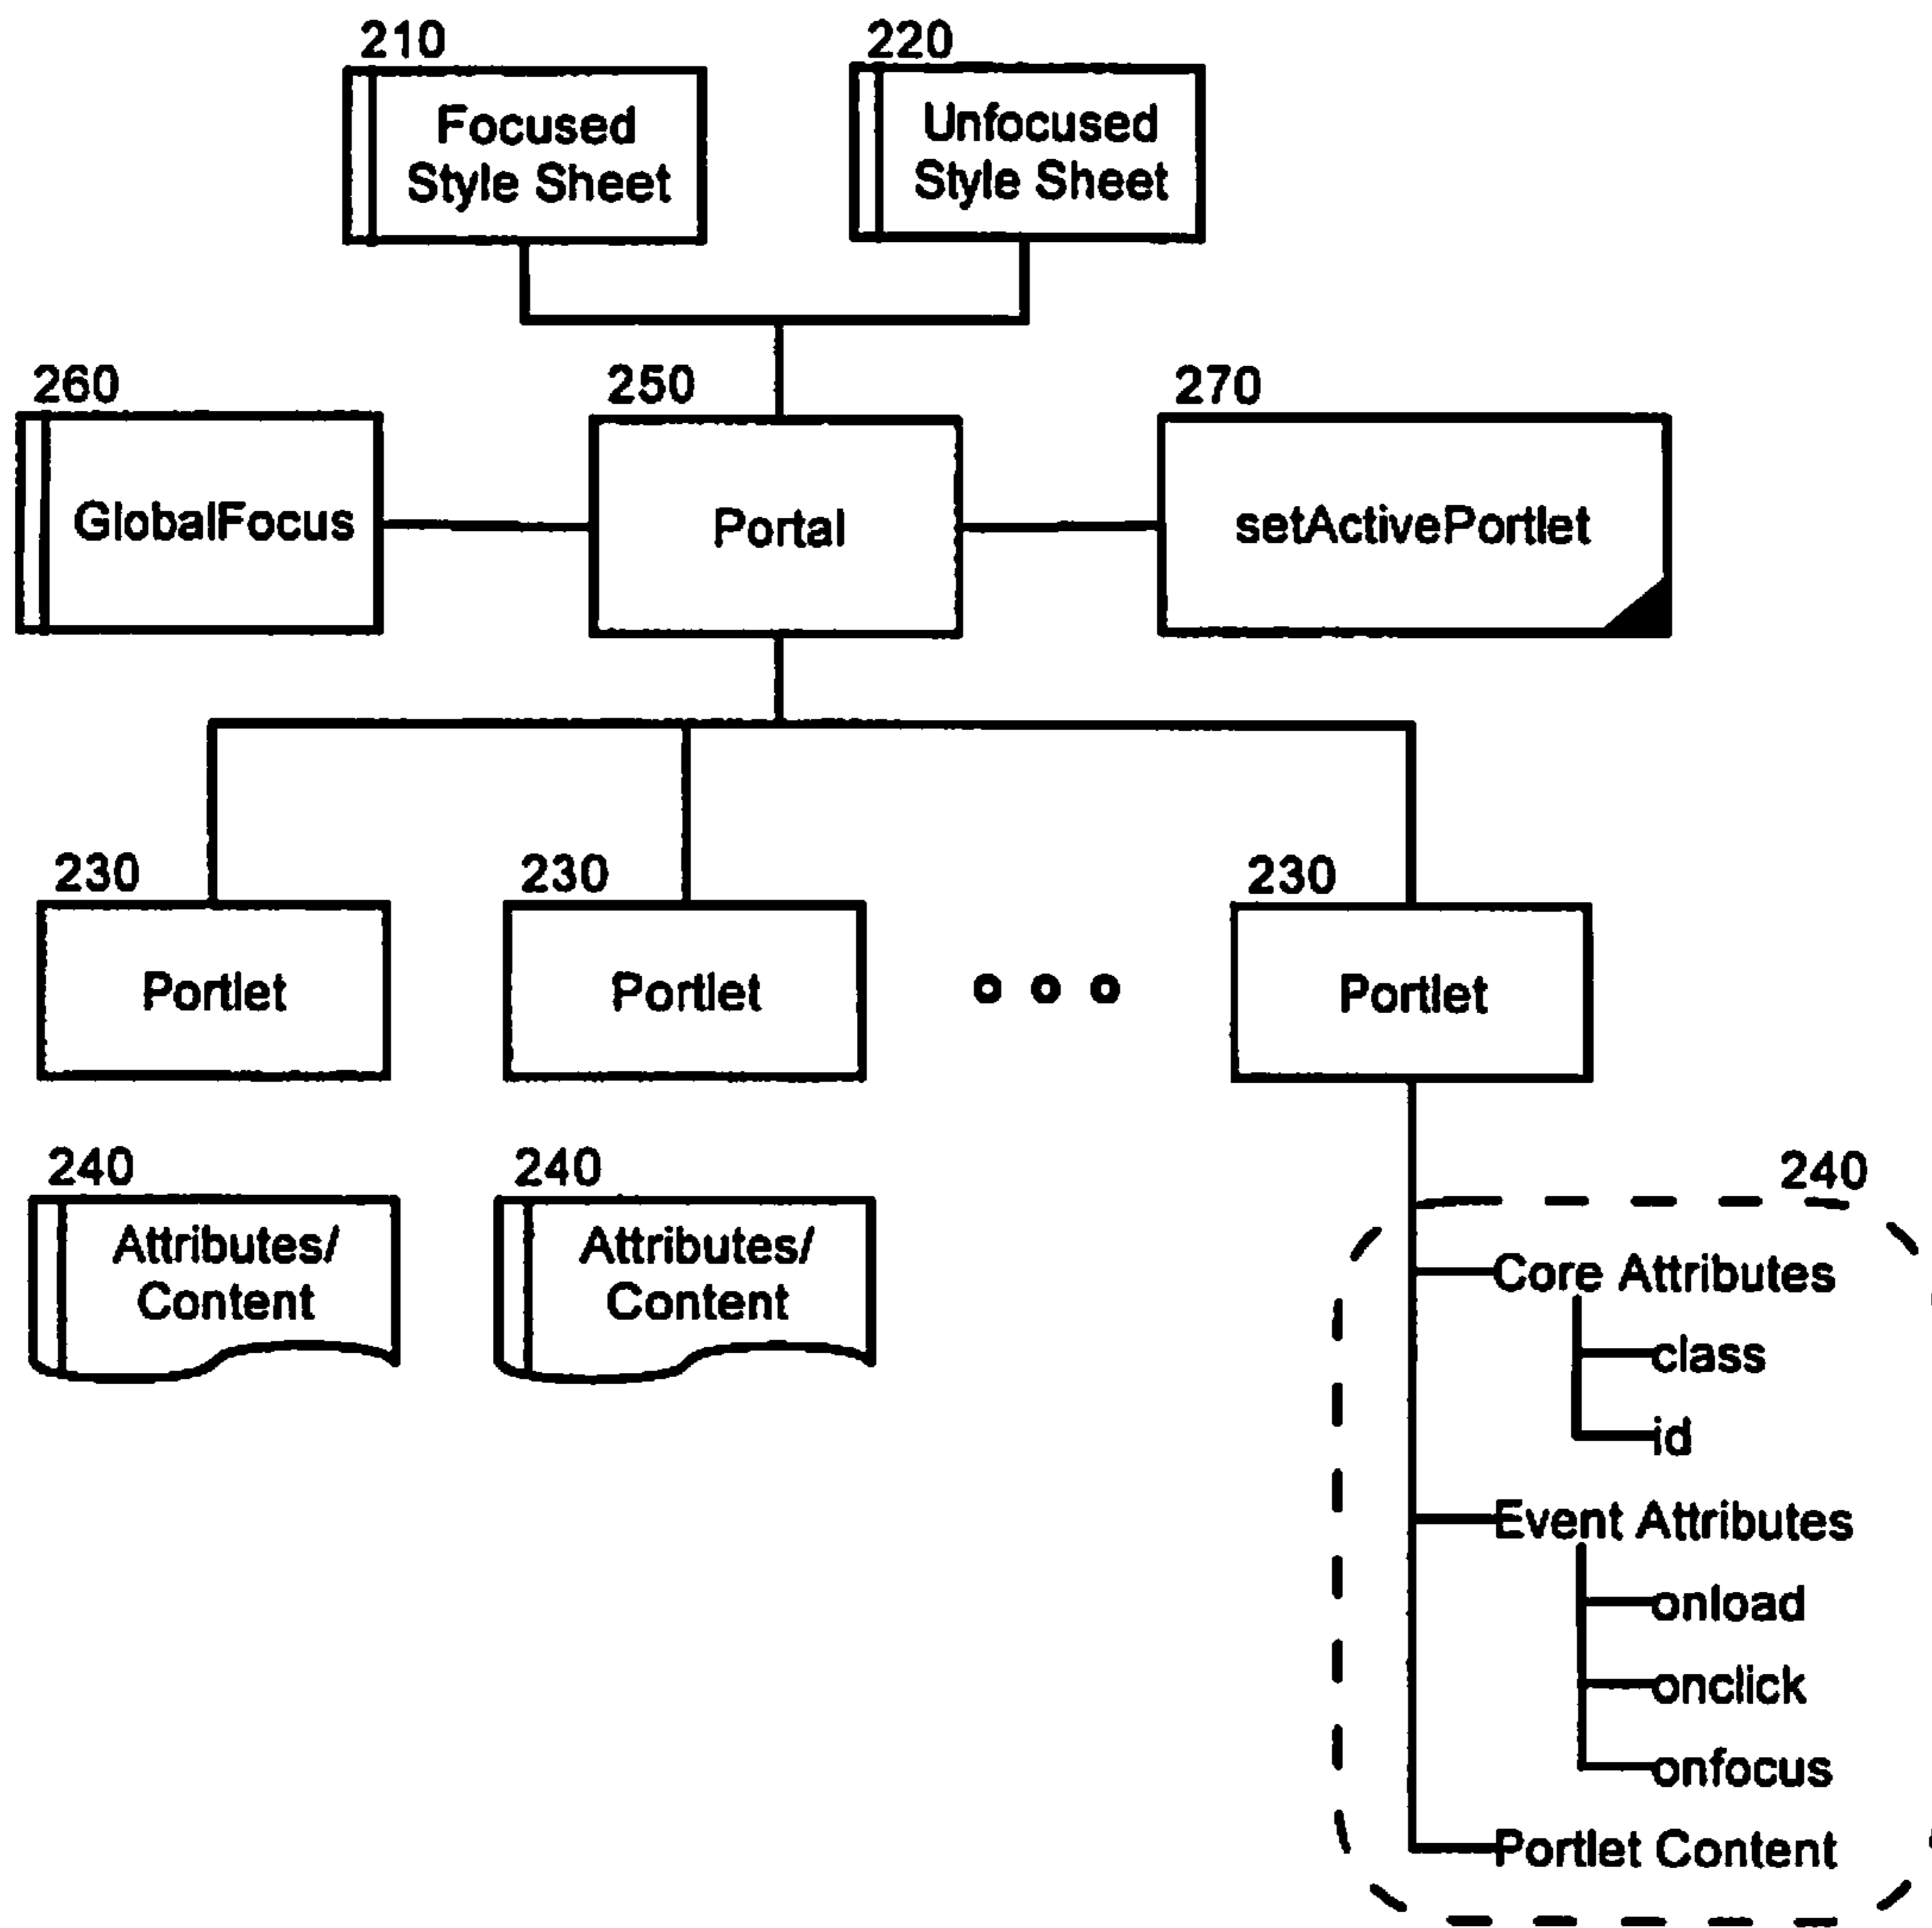 210
220
Focused
Style Sheet
Unfocused
Style Sheet
260
250
270
GlobalFocus
Portal
setActivePortlet
230
230
230
Portlet
Portlet
Portlet
240
240
240
Attributes/
Content
Attributes/
Content
Core Attributes
class
id
Event Attributes
onload
onclick
onfocus
Portlet Content